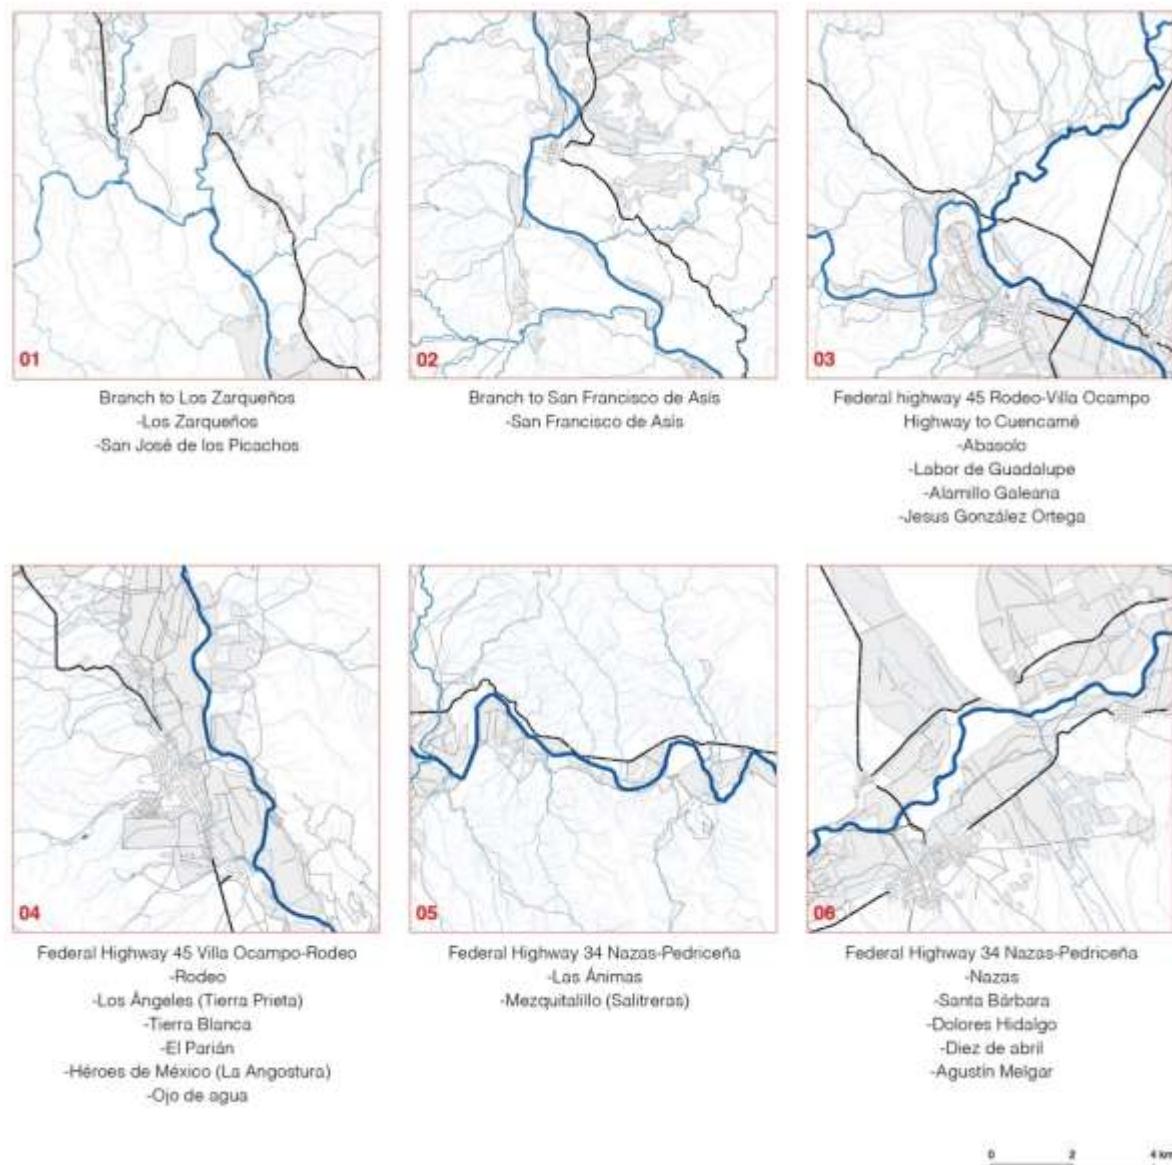 01
02
03
Branch to Los Zarqueños
-Los Zarqueños
-San José de los Picachos
Branch to San Francisco de Asís
-San Francisco de Asís
Federal highway 45 Rodeo-Villa Ocampo
Highway to Cuencamé
-Abasolo
-Labor de Guadalupe
-Alamillo Galeana
-Jesus González Ortega
04
05
06
Federal Highway 45 Villa Ocampo-Rodeo
-Rodeo
-Los Ángeles (Tierra Prieta)
-Tierra Blanca
-El Parián
-Héroes de México (La Angostura)
-Ojo de agua
Federal Highway 34 Nazas-Pedriceña
-Las Ánimas
-Mezquitalillo (Salitreras)
Federal Highway 34 Nazas-Pedriceña
-Nazas
-Santa Bárbara
-Dolores Hidalgo
-Diez de abril
-Agustín Melgar
0 2 4 km